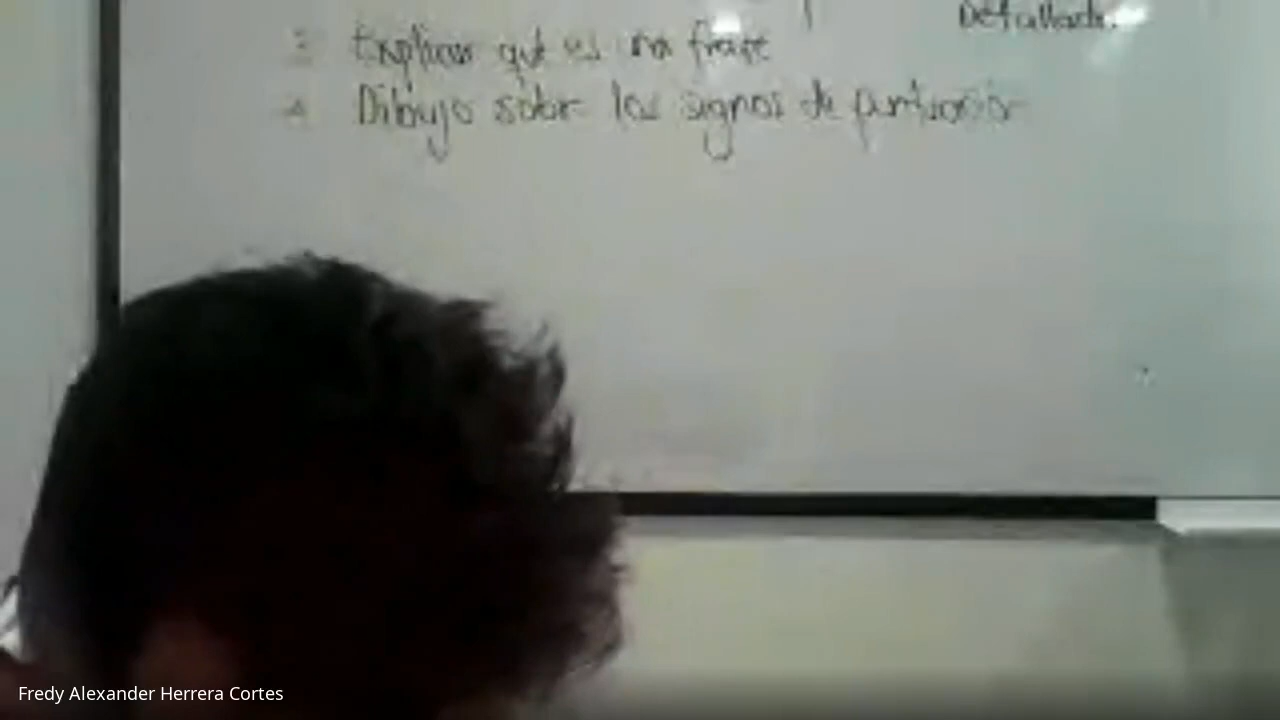 Detallada.
3 Explicar qué es una frase
4 Dibujo sobre los signos de puntuación
Fredy Alexander Herrera Cortes